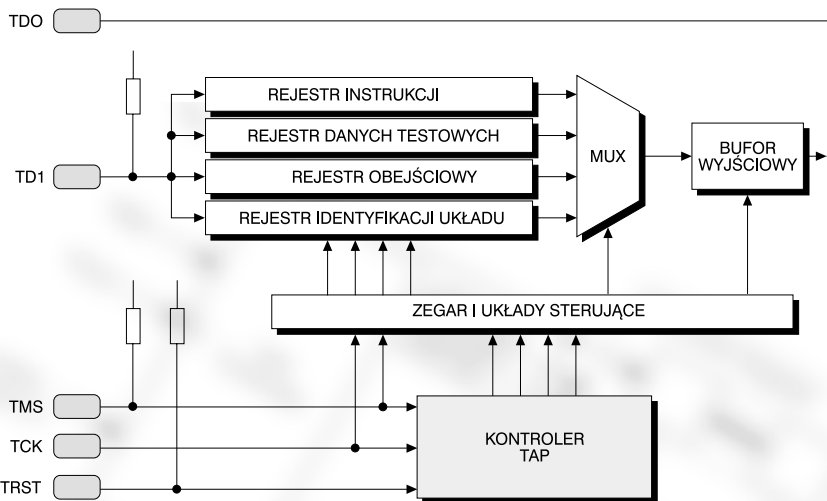 TDO
REJESTR INSTRUKCJI
REJESTR DANYCH TESTOWYCH
REJESTR OBEJŚCIOWY
REJESTR IDENTYFIKACJI UKŁADU
TD1
MUX
BUFOR
WYJŚCIOWY
ZEGAR I UKŁADY STERUJĄCE
TMS
TCK
TRST
KONTROLER
TAP